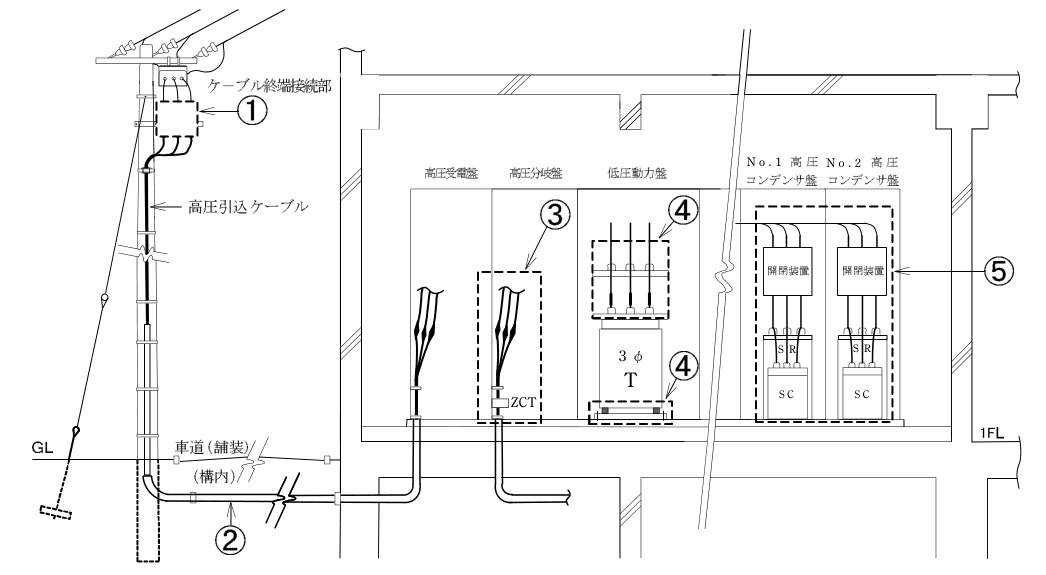 ケーブル終端接続部
①
高圧引込ケーブル
高圧受電盤
高圧分岐盤
低圧動力盤
No.1 高圧
コンデンサ盤
No.2 高圧
コンデンサ盤
③
④
⑤
開閉装置
開閉装置
3φ
T
④
SR
SR
SC
SC
ZCT
GL
車道(舗装)
(構内)
1FL
②